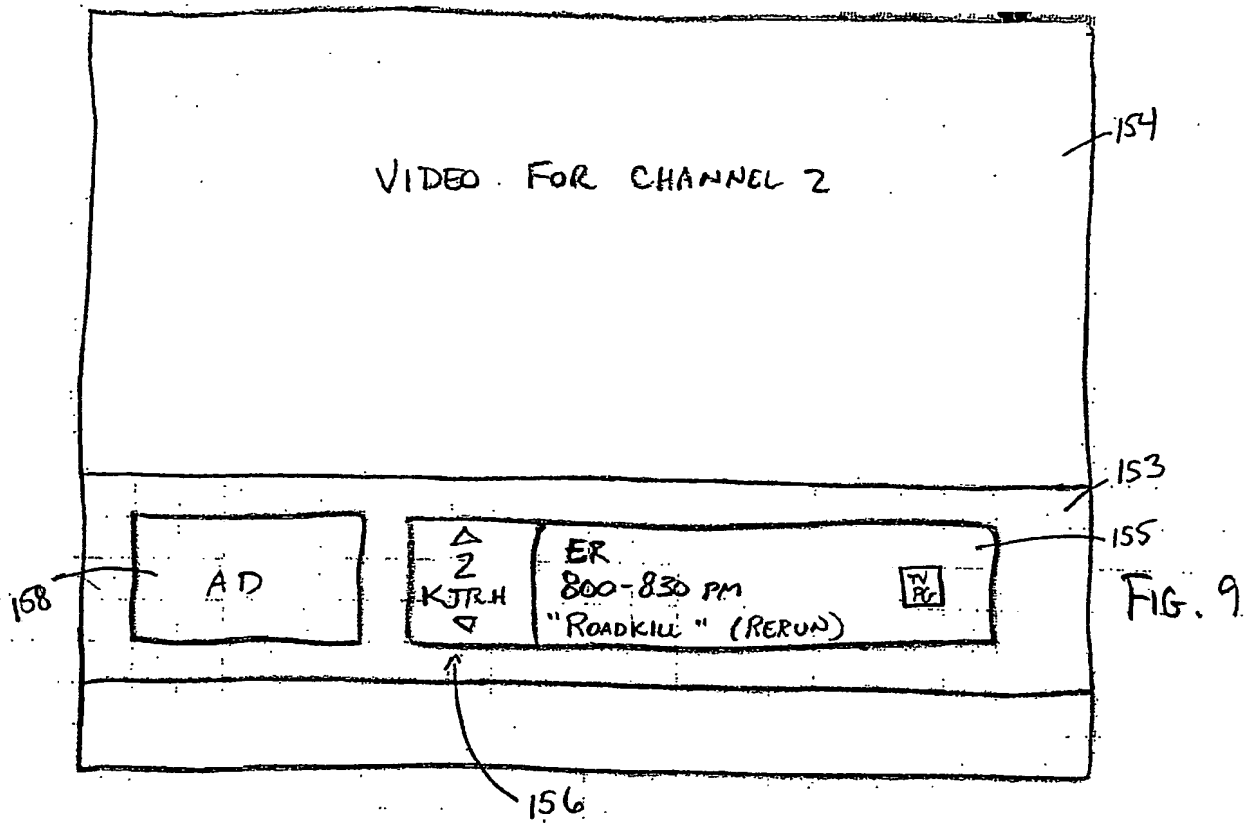 154
VIDEO FOR CHANNEL 2
153
155
ER
800-830 PM
"ROADKILL" (RERUN)
TV
PG
2
KJRH
AD
158
FIG. 9
156